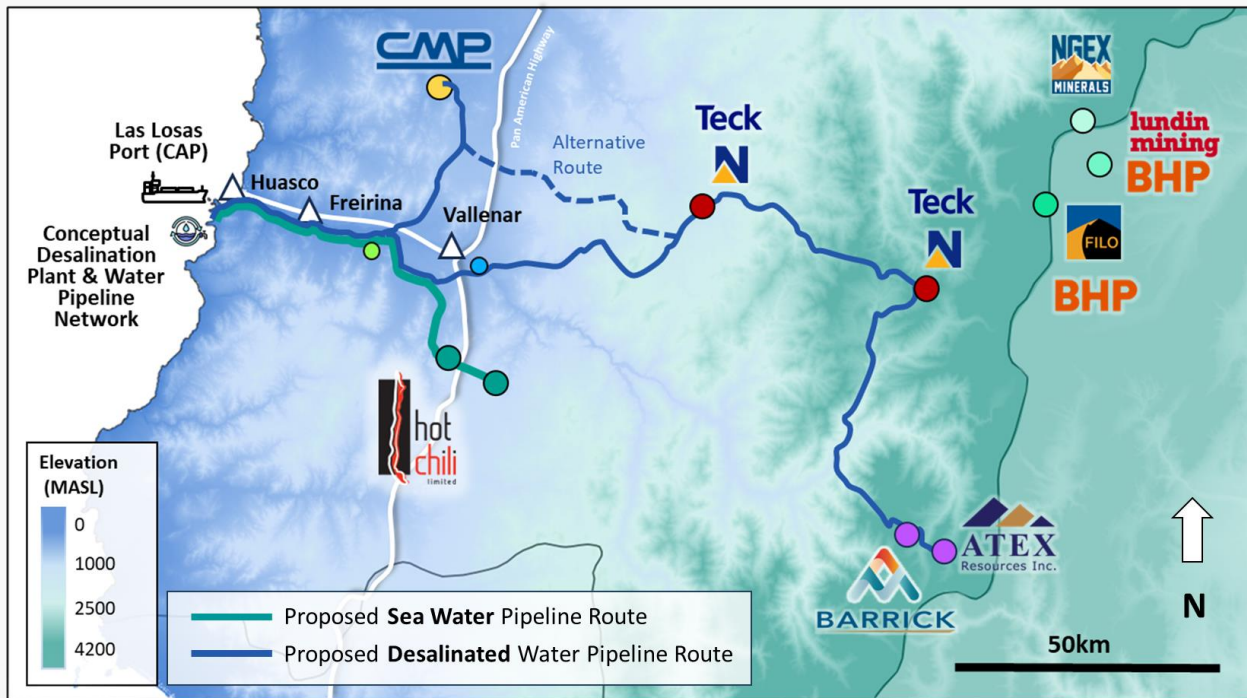 CMP
Pan American Highway
NGEX
MINERALS
Las Losas
Port (CAP)
Huasco
Freirina
Vallenar
Alternative
Route
Teck
Teck
lundin
mining
BHP
FILO
BHP
Conceptual
Desalination
Plant & Water
Pipeline
Network
hot
chili
limited
ATEX
Resources Inc.
BARRICK
Elevation
(MASL)
0
1000
2500
4200
Proposed Sea Water Pipeline Route
Proposed Desalinated Water Pipeline Route
N
50km